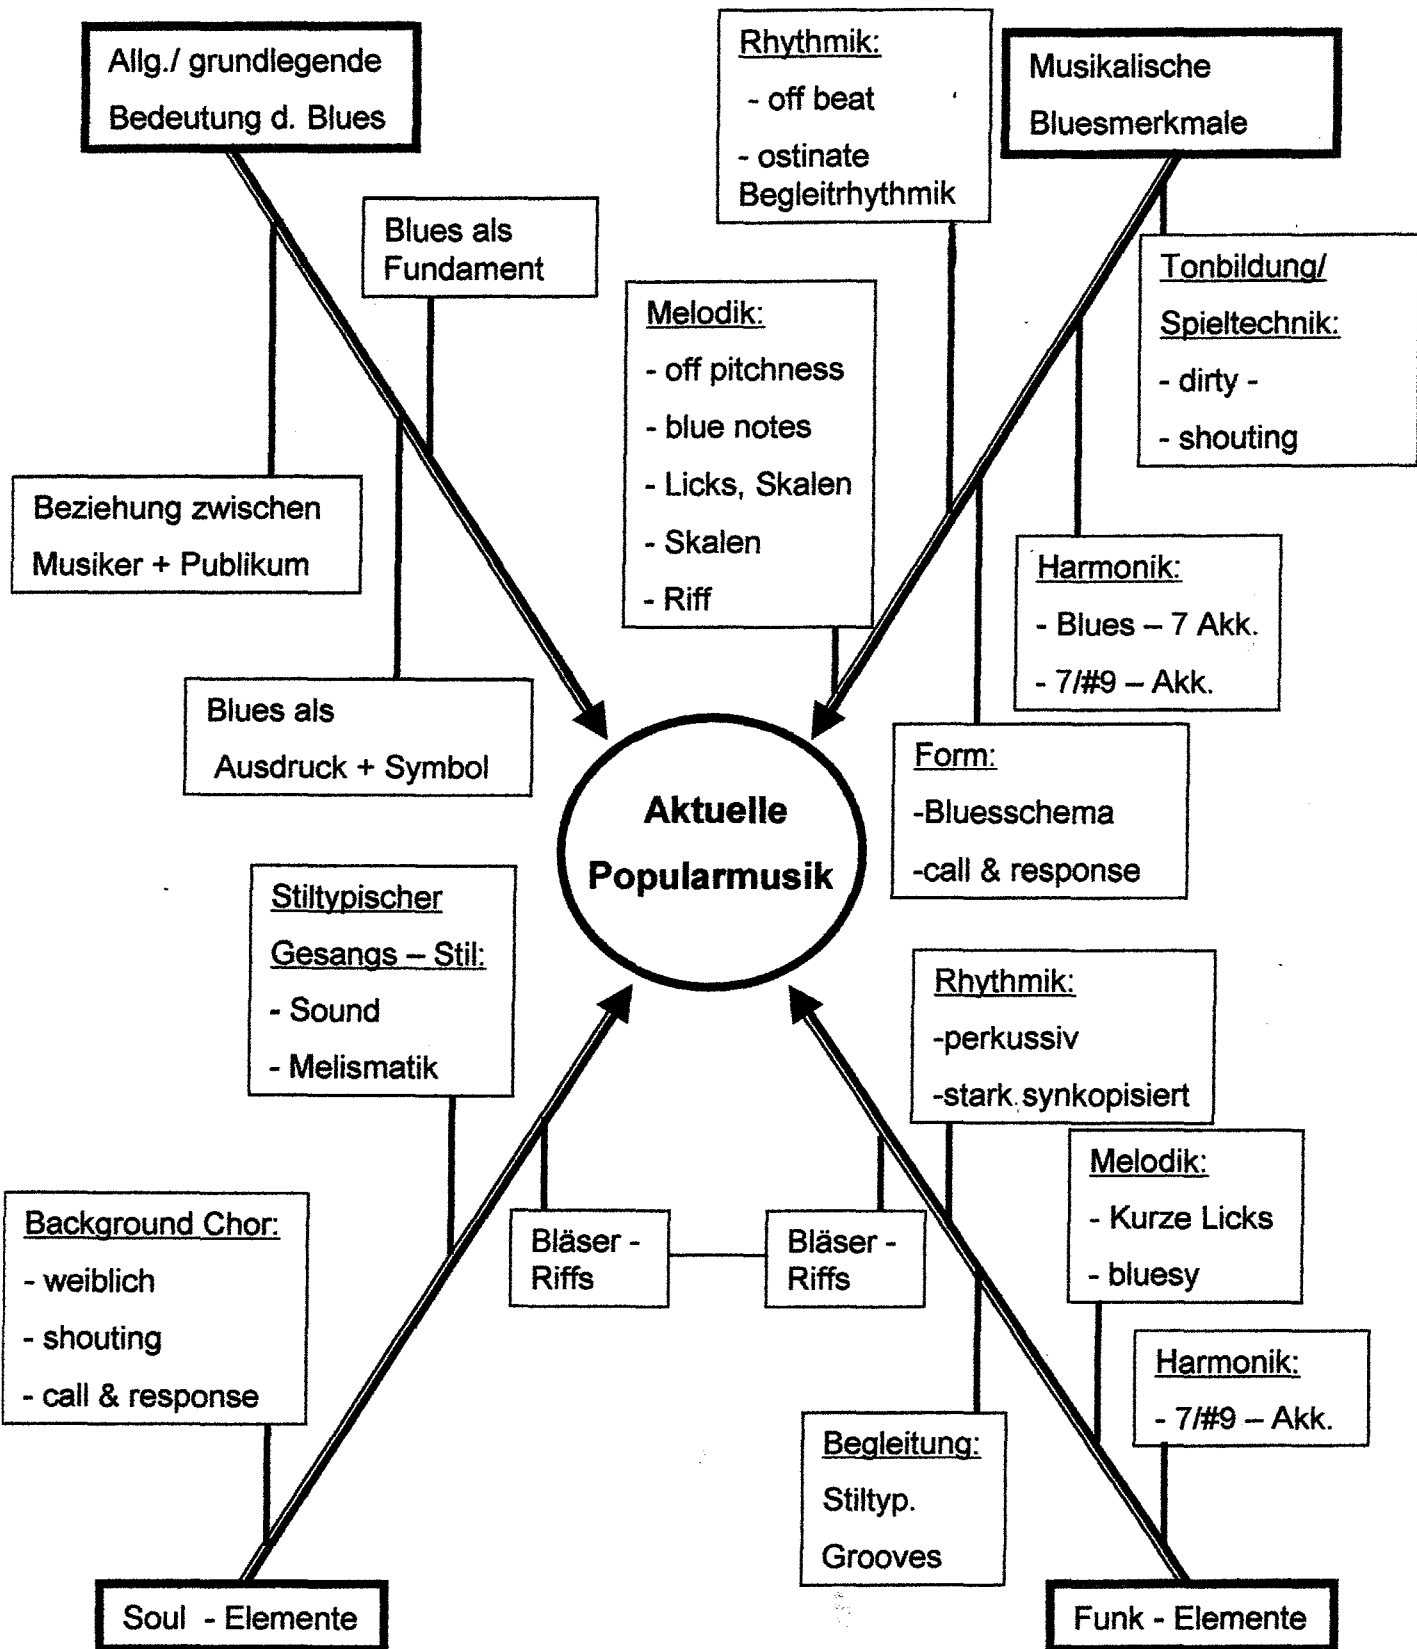 Allg./ grundlegende
Bedeutung d. Blues
Rhythmik:
- off beat
- ostinate
Begleitrhythmik
Musikalische
Bluesmerkmale
Blues als
Fundament
Tonbildung/
Spieltechnik:
- dirty -
- shouting
Melodik:
- off pitchness
- blue notes
- Licks, Skalen
- Skalen
- Riff
Beziehung zwischen
Musiker + Publikum
Harmonik:
- Blues – 7 Akk.
- 7/#9 – Akk.
Blues als
Ausdruck + Symbol
Form:
-Bluesschema
-call & response
Aktuelle
Popularmusik
Stiltypischer
Gesangs – Stil:
- Sound
- Melismatik
Rhythmik:
-perkussiv
-stark synkopisiert
Melodik:
- Kurze Licks
- bluesy
Background Chor:
- weiblich
- shouting
- call & response
Bläser -
Riffs
Bläser -
Riffs
Harmonik:
- 7/#9 – Akk.
Begleitung:
Stiltyp.
Grooves
Soul - Elemente
Funk - Elemente